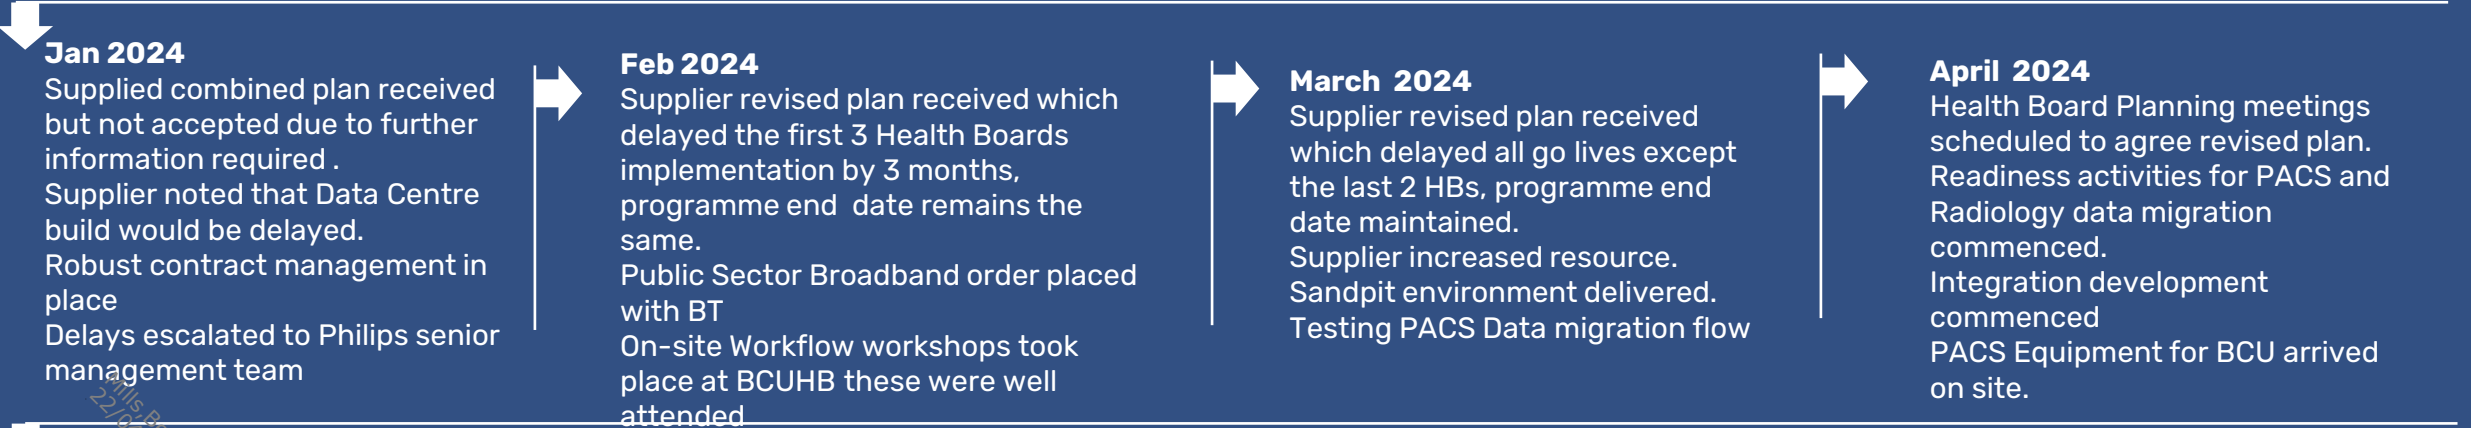 Jan 2024
Supplied combined plan received
but not accepted due to further
information required .
Supplier noted that Data Centre
build would be delayed.
Robust contract management in
place
Delays escalated to Philips senior
management team
Mills,
22/0
Feb 2024
Supplier revised plan received which
delayed the first 3 Health Boards
implementation by 3 months,
programme end date remains the
same.
Public Sector Broadband order placed
with BT
On-site Workflow workshops took
place at BCUHB these were well
attended
March 2024
Supplier revised plan received
which delayed all go lives except
the last 2 HBs, programme end
date maintained.
Supplier increased resource.
Sandpit environment delivered.
Testing PACS Data migration flow
April 2024
Health Board Planning meetings
scheduled to agree revised plan.
Readiness activities for PACS and
Radiology data migration
commenced.
Integration development
commenced
PACS Equipment for BCU arrived
on site.